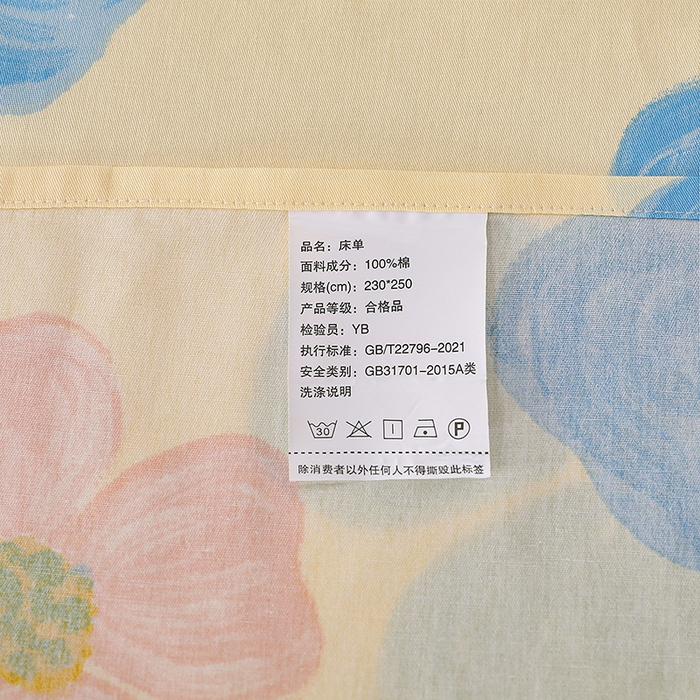 品名：床单
面料成分：100%棉
规格(cm)：230*250
产品等级：合格品
检验员：YB
执行标准：GB/T22796-2021
安全类别：GB31701-2015A类
洗涤说明
30 P
除消费者以外任何人不得撕毁此标签